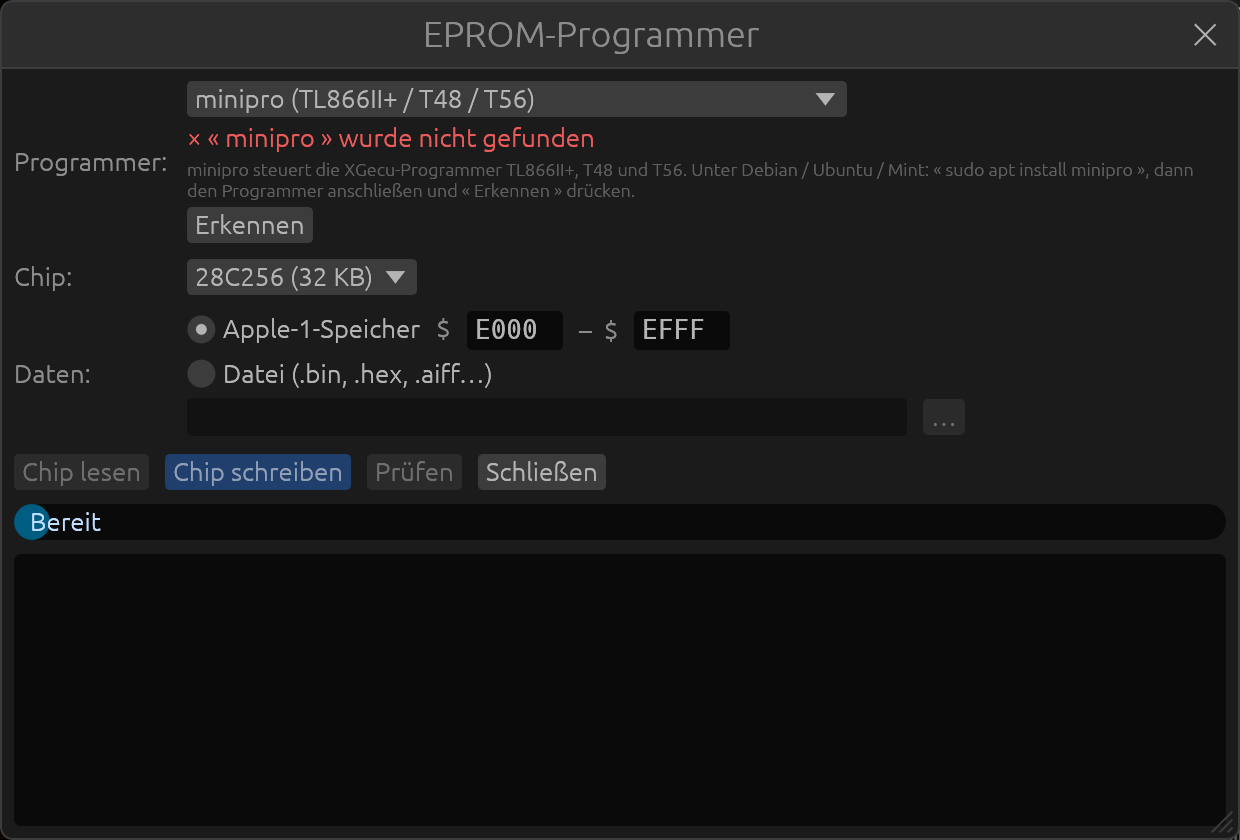 EPROM-Programmer
minipro (TL866II+ / T48 / T56)
× « minipro » wurde nicht gefunden
Programmer:
minipro steuert die XGecu-Programmer TL866II+, T48 und T56. Unter Debian / Ubuntu / Mint: « sudo apt install minipro », dann
den Programmer anschließen und « Erkennen » drücken.
Erkennen
Chip: 28C256 (32 KB)
Apple-1-Speicher $ E000 – $ EFFF
Daten: Datei (.bin, .hex, .aiff…)
...
Chip lesen Chip schreiben Prüfen Schließen
Bereit